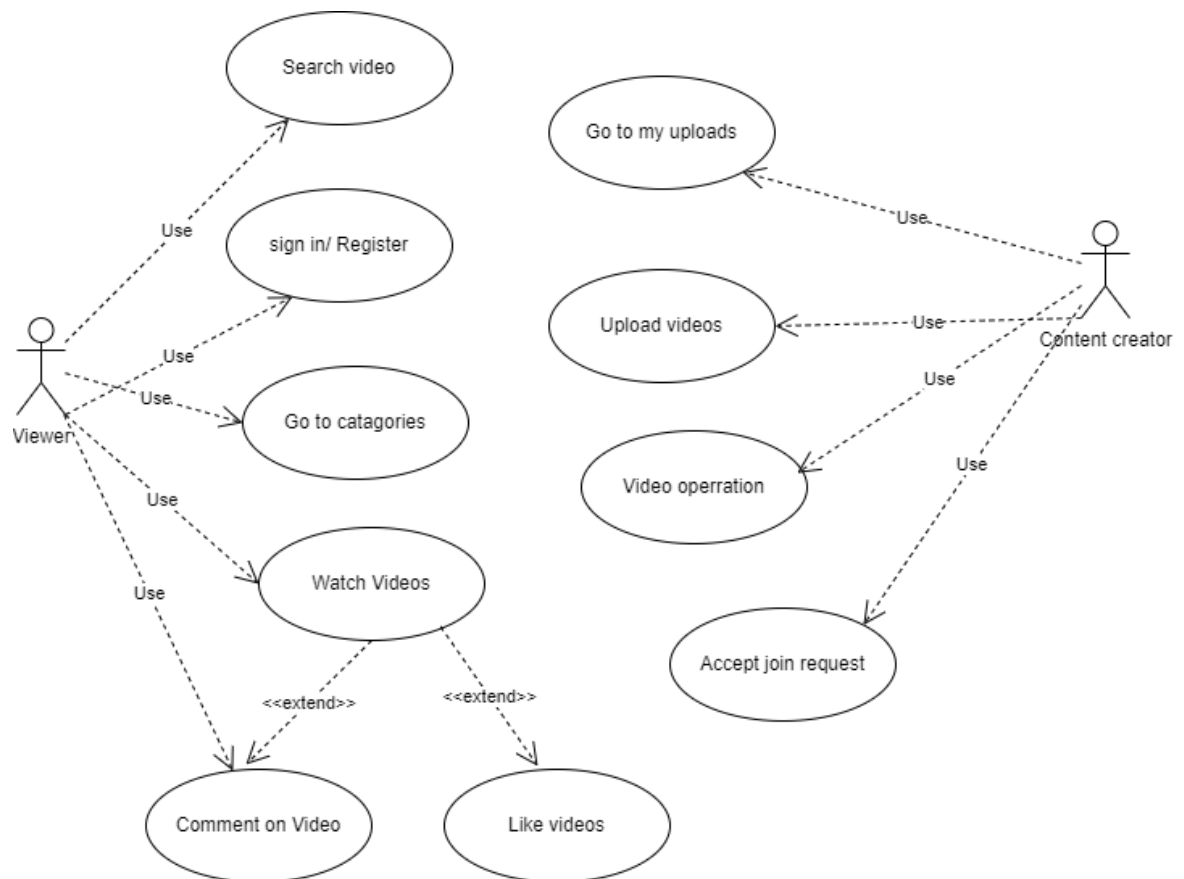 Search video
Go to my uploads
Use
Use
sign in/ Register
Upload videos
Use
Content creator
Use
Use
Use
Viewer
Go to catagories
Use
Video operration
Use
Use
Watch Videos
Accept join request
<<extend>>
<<extend>>
Comment on Video
Like videos